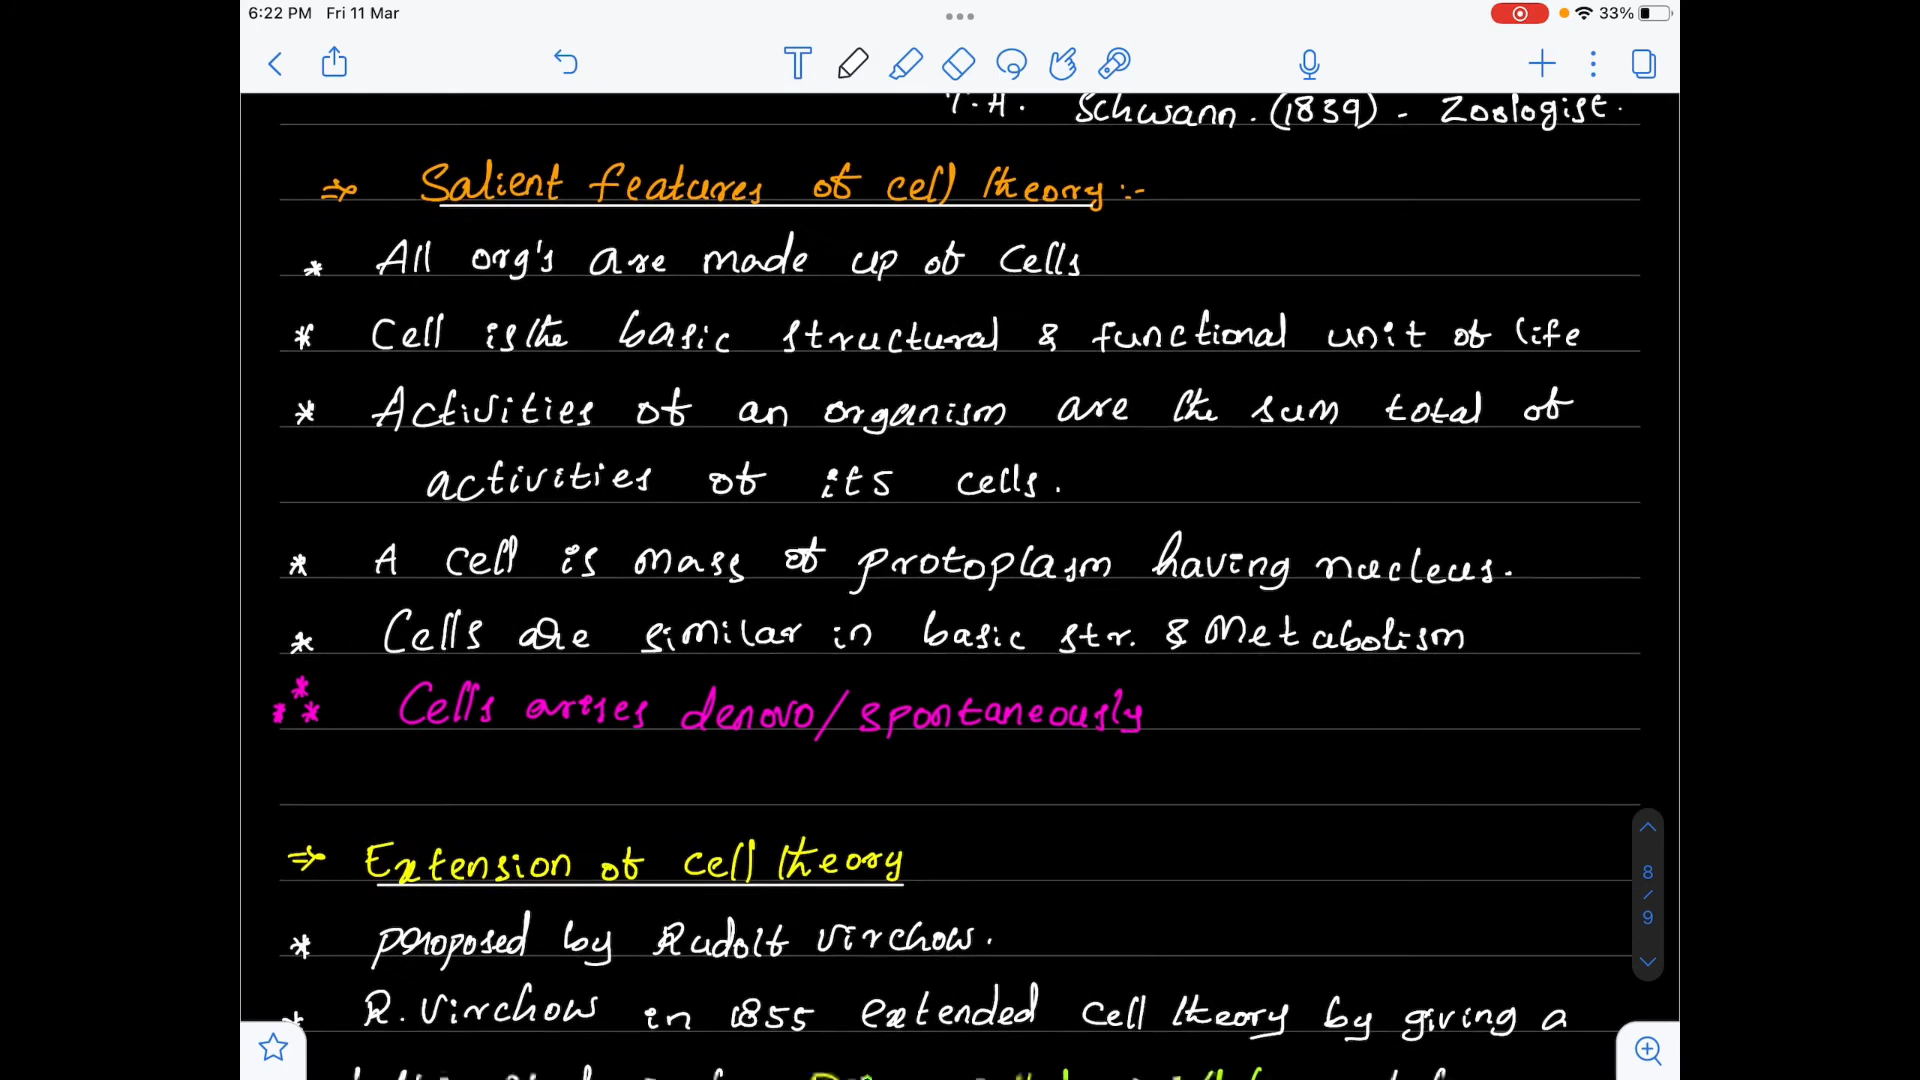 6:22 PM Fri 11 Mar
33%
T.H. Schwann. (1839) - Zoologist.
⇒ Salient features of cell theory:-
* All org's are made up of cells
* Cell is the basic structural & functional unit of life
* Activities of an organism are the sum total of
activities of its cells.
* A cell is mass of protoplasm having nucleus.
* Cells are similar in basic str. & Metabolism
*** Cells arises denovo/spontaneously
⇒ Extension of cell theory
* proposed by Rudolf virchow.
* R. Virchow in 1855 extended cell theory by giving a
8
/
9